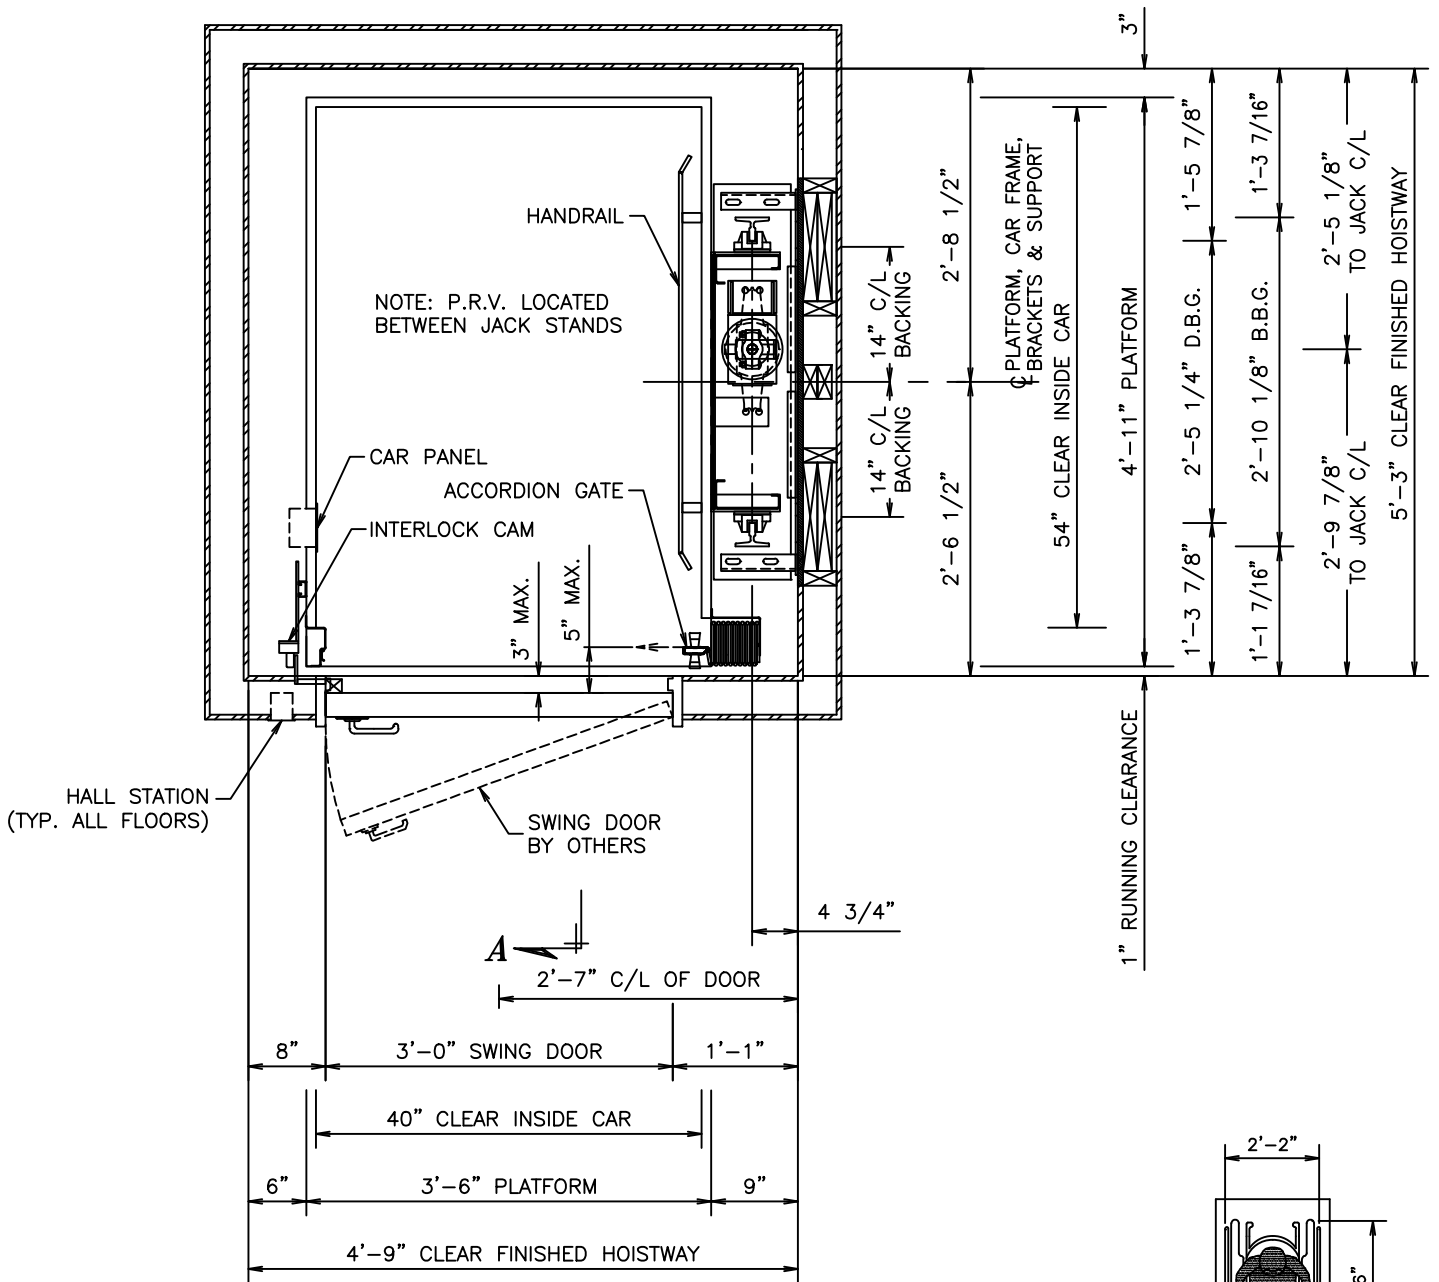 3"
HANDRAIL
NOTE: P.R.V. LOCATED
BETWEEN JACK STANDS
CAR PANEL
ACCORDION GATE
INTERLOCK CAM
3" MAX.
5" MAX.
14" C/L
BACKING
14" C/L
BACKING
2'-8 1/2"
2'-6 1/2"
℄ PLATFORM, CAR FRAME,
BRACKETS & SUPPORT
54" CLEAR INSIDE CAR
4'-11" PLATFORM
1'-5 7/8"
2'-5 1/4" D.B.G.
1'-3 7/8"
1'-3 7/16"
2'-10 1/8" B.B.G.
1'-1 7/16"
2'-5 1/8"
TO JACK C/L
2'-9 7/8"
TO JACK C/L
5'-3" CLEAR FINISHED HOISTWAY
1" RUNNING CLEARANCE
HALL STATION
(TYP. ALL FLOORS)
SWING DOOR
BY OTHERS
4 3/4"
A
2'-7" C/L OF DOOR
8"
3'-0" SWING DOOR
1'-1"
40" CLEAR INSIDE CAR
6"
3'-6" PLATFORM
9"
4'-9" CLEAR FINISHED HOISTWAY
2'-2"